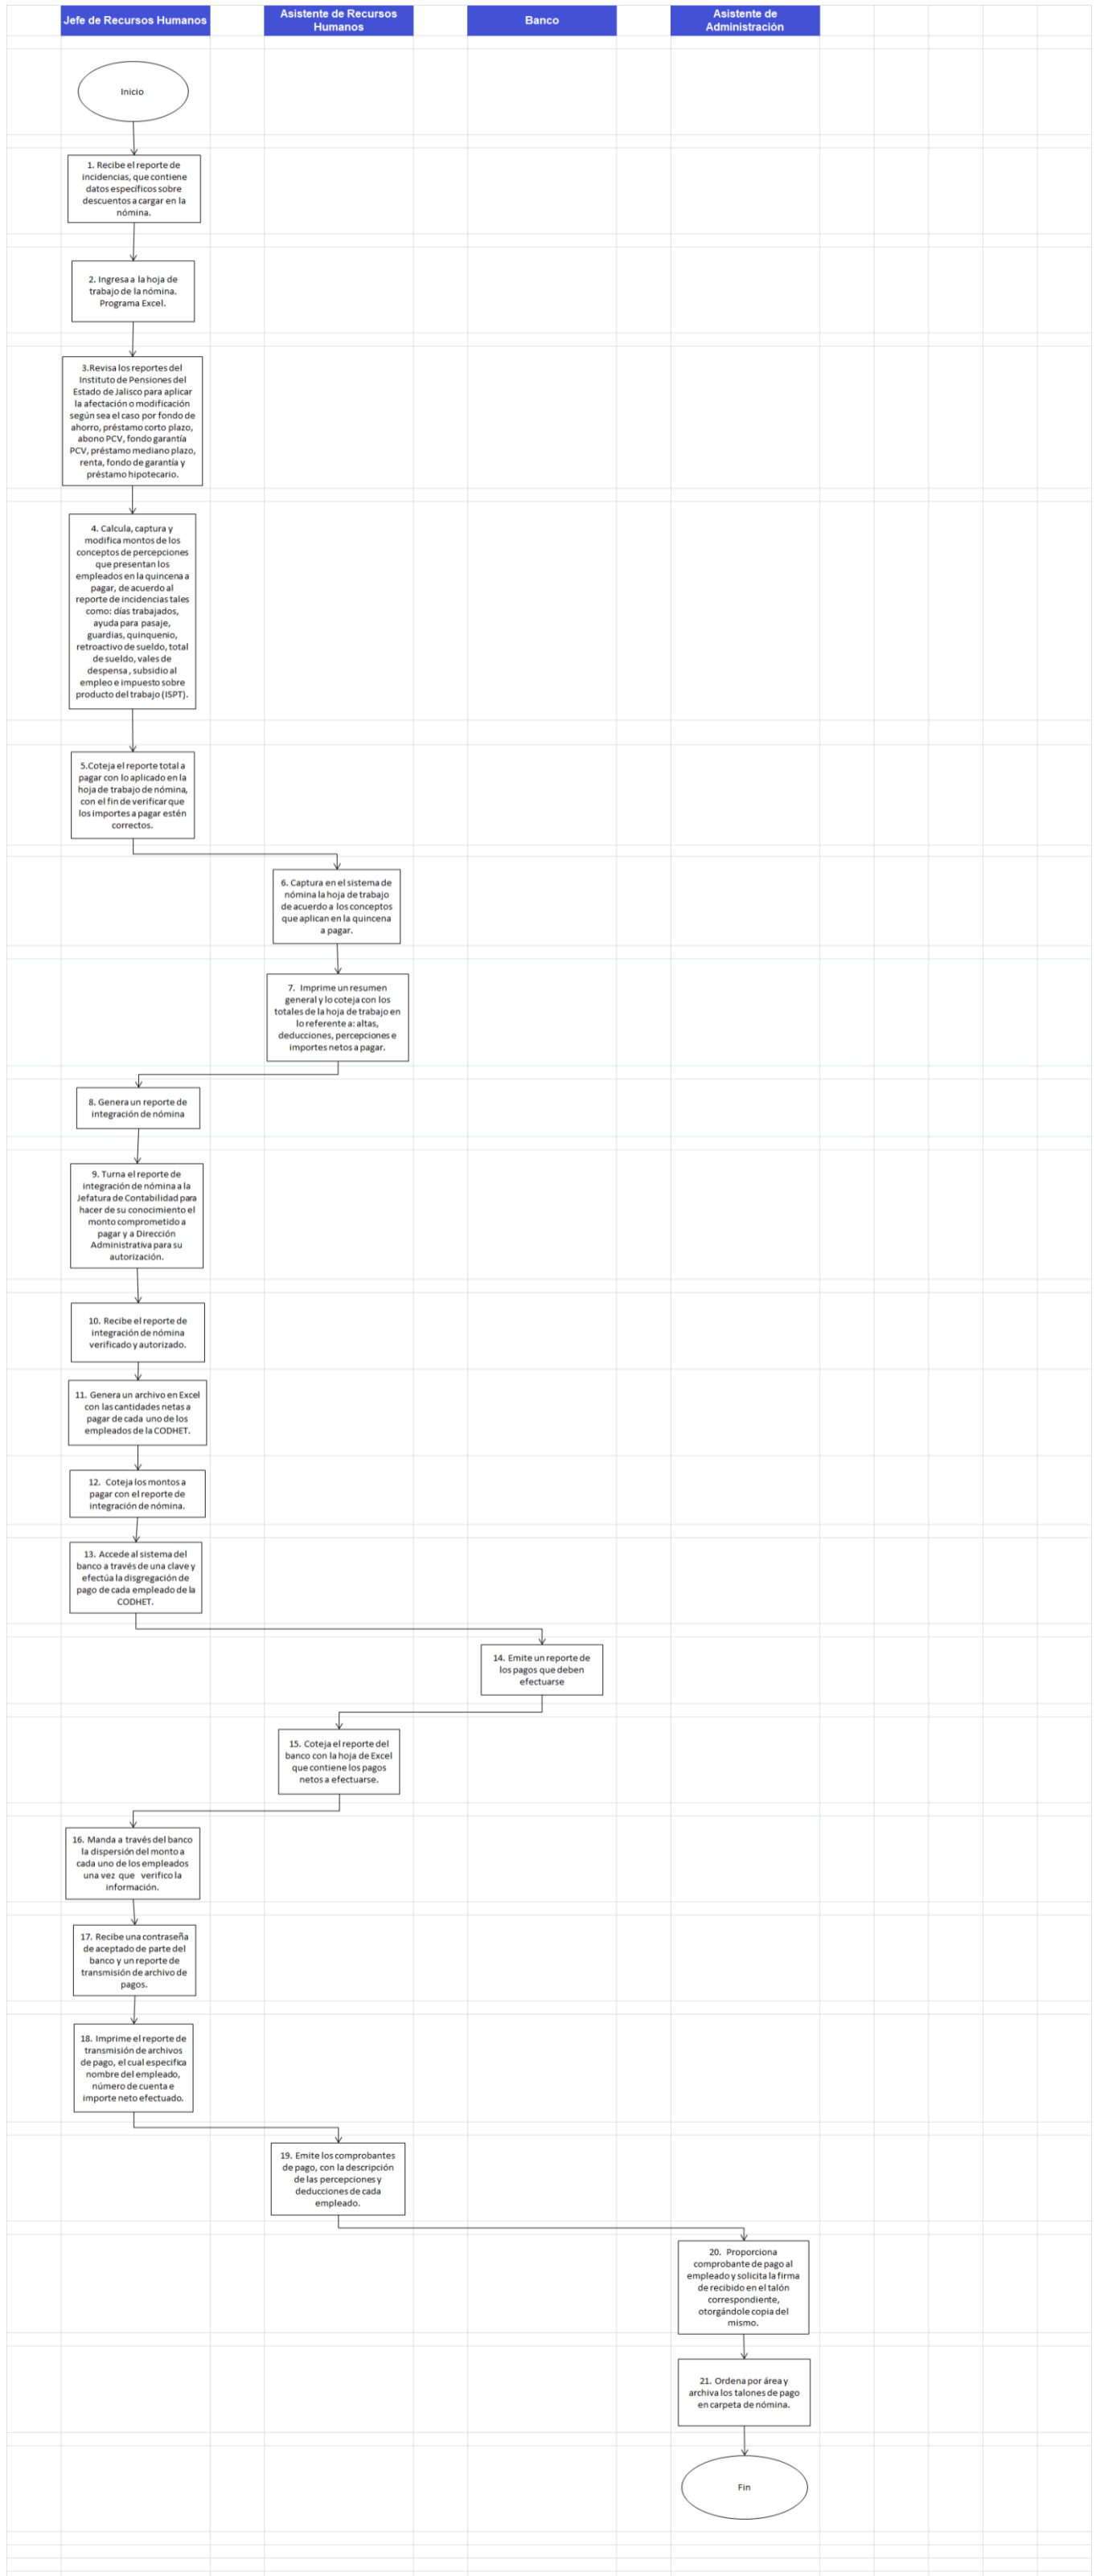 Jefe de Recursos Humanos
Asistente de Recursos
Humanos
Banco
Asistente de
Administración
Inicio
1. Recibe el reporte de
incidencias, que contiene
datos específicos sobre
descuentos a cargar en la
nómina.
2. Ingresa a la hoja de
trabajo de la nómina.
Programa Excel.
3.Revisa los reportes del
Instituto de Pensiones del
Estado de Jalisco para aplicar
la afectación o modificación
según sea el caso por fondo de
ahorro, préstamo corto plazo,
abono PCV, fondo garantía
PCV, préstamo mediano plazo,
renta, fondo de garantía y
préstamo hipotecario.
4. Calcula, captura y
modifica montos de los
conceptos de percepciones
que presentan los
empleados en la quincena a
pagar, de acuerdo al
reporte de incidencias tales
como: días trabajados,
ayuda para pasaje,
guardias, quinquenio,
retroactivo de sueldo, total
de sueldo, vales de
despensa , subsidio al
empleo e impuesto sobre
producto del trabajo (ISPT).
5.Coteja el reporte total a
pagar con lo aplicado en la
hoja de trabajo de nómina,
con el fin de verificar que
los importes a pagar estén
correctos.
6. Captura en el sistema de
nómina la hoja de trabajo
de acuerdo a los conceptos
que aplican en la quincena
a pagar.
7. Imprime un resumen
general y lo coteja con los
totales de la hoja de trabajo en
lo referente a: altas,
deducciones, percepciones e
importes netos a pagar.
8. Genera un reporte de
integración de nómina
9. Turna el reporte de
integración de nómina a la
Jefatura de Contabilidad para
hacer de su conocimiento el
monto comprometido a
pagar y a Dirección
Administrativa para su
autorización.
10. Recibe el reporte de
integración de nómina
verificado y autorizado.
11. Genera un archivo en Excel
con las cantidades netas a
pagar de cada uno de los
empleados de la CODHET.
12. Coteja los montos a
pagar con el reporte de
integración de nómina.
13. Accede al sistema del
banco a través de una clave y
efectúa la disgregación de
pago de cada empleado de la
CODHET.
14. Emite un reporte de
los pagos que deben
efectuarse
15. Coteja el reporte del
banco con la hoja de Excel
que contiene los pagos
netos a efectuarse.
16. Manda a través del banco
la dispersión del monto a
cada uno de los empleados
una vez que verifico la
información.
17. Recibe una contraseña
de aceptado de parte del
banco y un reporte de
transmisión de archivo de
pagos.
18. Imprime el reporte de
transmisión de archivos
de pago, el cual especifica
nombre del empleado,
número de cuenta e
importe neto efectuado.
19. Emite los comprobantes
de pago, con la descripción
de las percepciones y
deducciones de cada
empleado.
20. Proporciona
comprobante de pago al
empleado y solicita la firma
de recibido en el talón
correspondiente,
otorgándole copia del
mismo.
21. Ordena por área y
archiva los talones de pago
en carpeta de nómina.
Fin